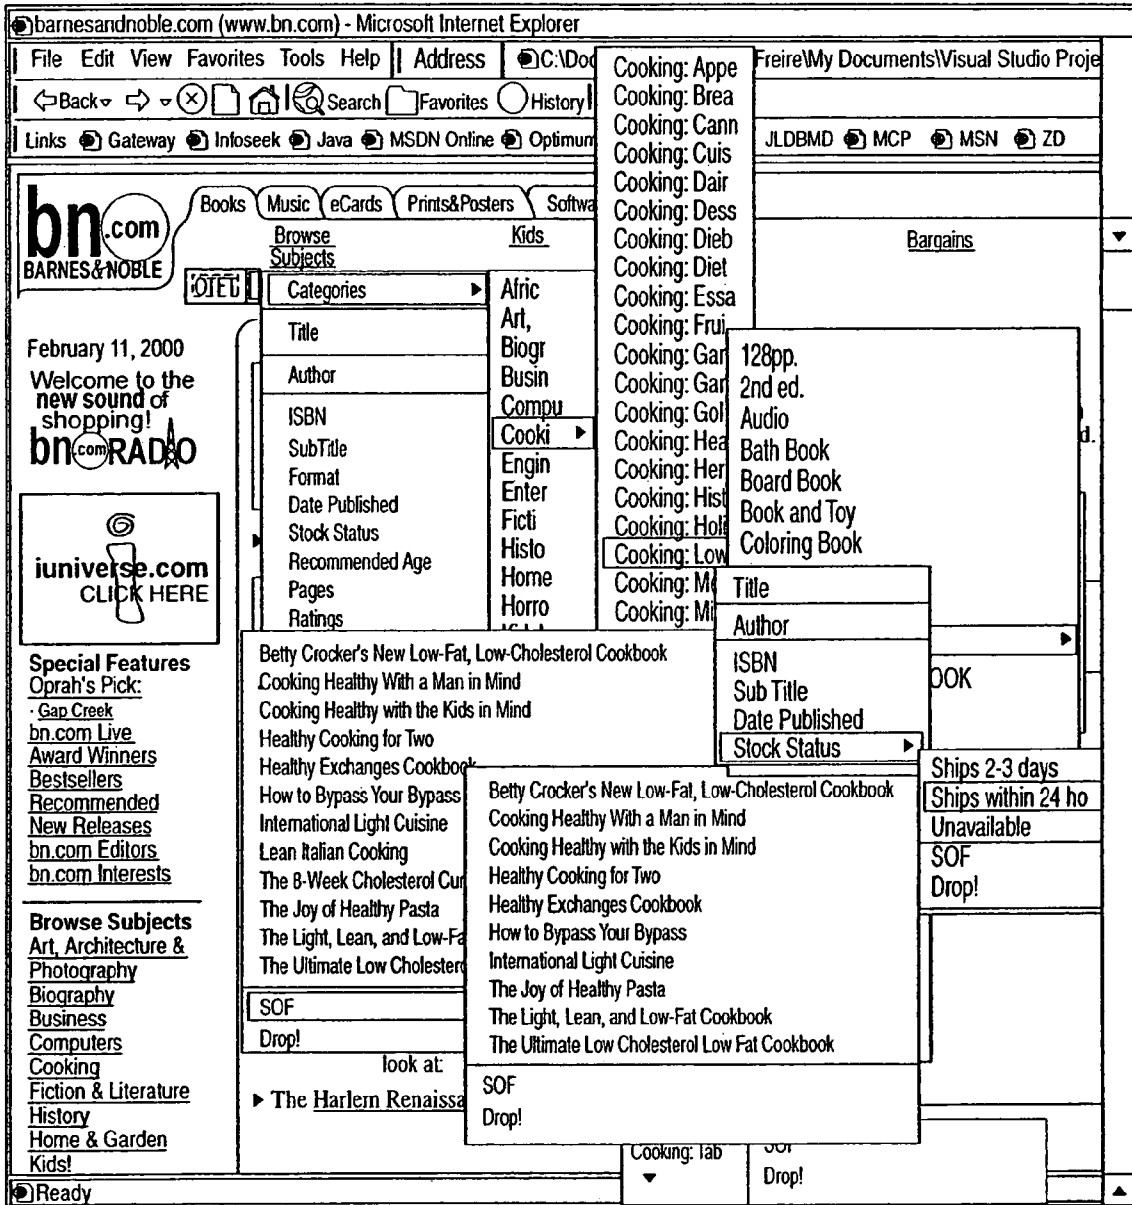 barnesandnoble.com (www.bn.com) - Microsoft Internet Explorer
File Edit View Favorites Tools Help Address C:\Doc Freire\My Documents\Visual Studio Proje
Back Search Favorites History
Links Gateway Infoseek Java MSDN Online Optimum JLDBMD MCP MSN ZD
bn.com
BARNES&NOBLE
Books Music eCards Prints&Posters Softwa
Browse Subjects
Kids
Bargains
February 11, 2000
Welcome to the
new sound of
shopping!
bn.com RADIO
iuniverse.com
CLICK HERE
Special Features
Oprah's Pick:
· Gap Creek
bn.com Live
Award Winners
Bestsellers
Recommended
New Releases
bn.com Editors
bn.com Interests
Browse Subjects
Art, Architecture &
Photography
Biography
Business
Computers
Cooking
Fiction & Literature
History
Home & Garden
Kids!
Ready
Categories
Title
Author
ISBN
SubTitle
Format
Date Published
Stock Status
Recommended Age
Pages
Ratings
Afric
Art,
Biogr
Busin
Compu
Cooki
Engin
Enter
Ficti
Histo
Home
Horro
Cooking: Appe
Cooking: Brea
Cooking: Cann
Cooking: Cuis
Cooking: Dair
Cooking: Dess
Cooking: Dieb
Cooking: Diet
Cooking: Essa
Cooking: Frui
Cooking: Gar
Cooking: Gar
Cooking: Gol
Cooking: Hea
Cooking: Her
Cooking: Hist
Cooking: Holi
Cooking: Low
Cooking: Me
Cooking: Mi
Cooking: Tab
128pp.
2nd ed.
Audio
Bath Book
Board Book
Book and Toy
Coloring Book
OOK
d.
Title
Author
ISBN
Sub Title
Date Published
Stock Status
Ships 2-3 days
Ships within 24 ho
Unavailable
SOF
Drop!
Betty Crocker's New Low-Fat, Low-Cholesterol Cookbook
Cooking Healthy With a Man in Mind
Cooking Healthy with the Kids in Mind
Healthy Cooking for Two
Healthy Exchanges Cookbook
How to Bypass Your Bypass
International Light Cuisine
Lean Italian Cooking
The 8-Week Cholesterol Cur
The Joy of Healthy Pasta
The Light, Lean, and Low-Fa
The Ultimate Low Cholestero
SOF
Drop!
look at:
The Harlem Renaissa
Betty Crocker's New Low-Fat, Low-Cholesterol Cookbook
Cooking Healthy With a Man in Mind
Cooking Healthy with the Kids in Mind
Healthy Cooking for Two
Healthy Exchanges Cookbook
How to Bypass Your Bypass
International Light Cuisine
The Joy of Healthy Pasta
The Light, Lean, and Low-Fat Cookbook
The Ultimate Low Cholesterol Low Fat Cookbook
SOF
Drop!
SOF
Drop!